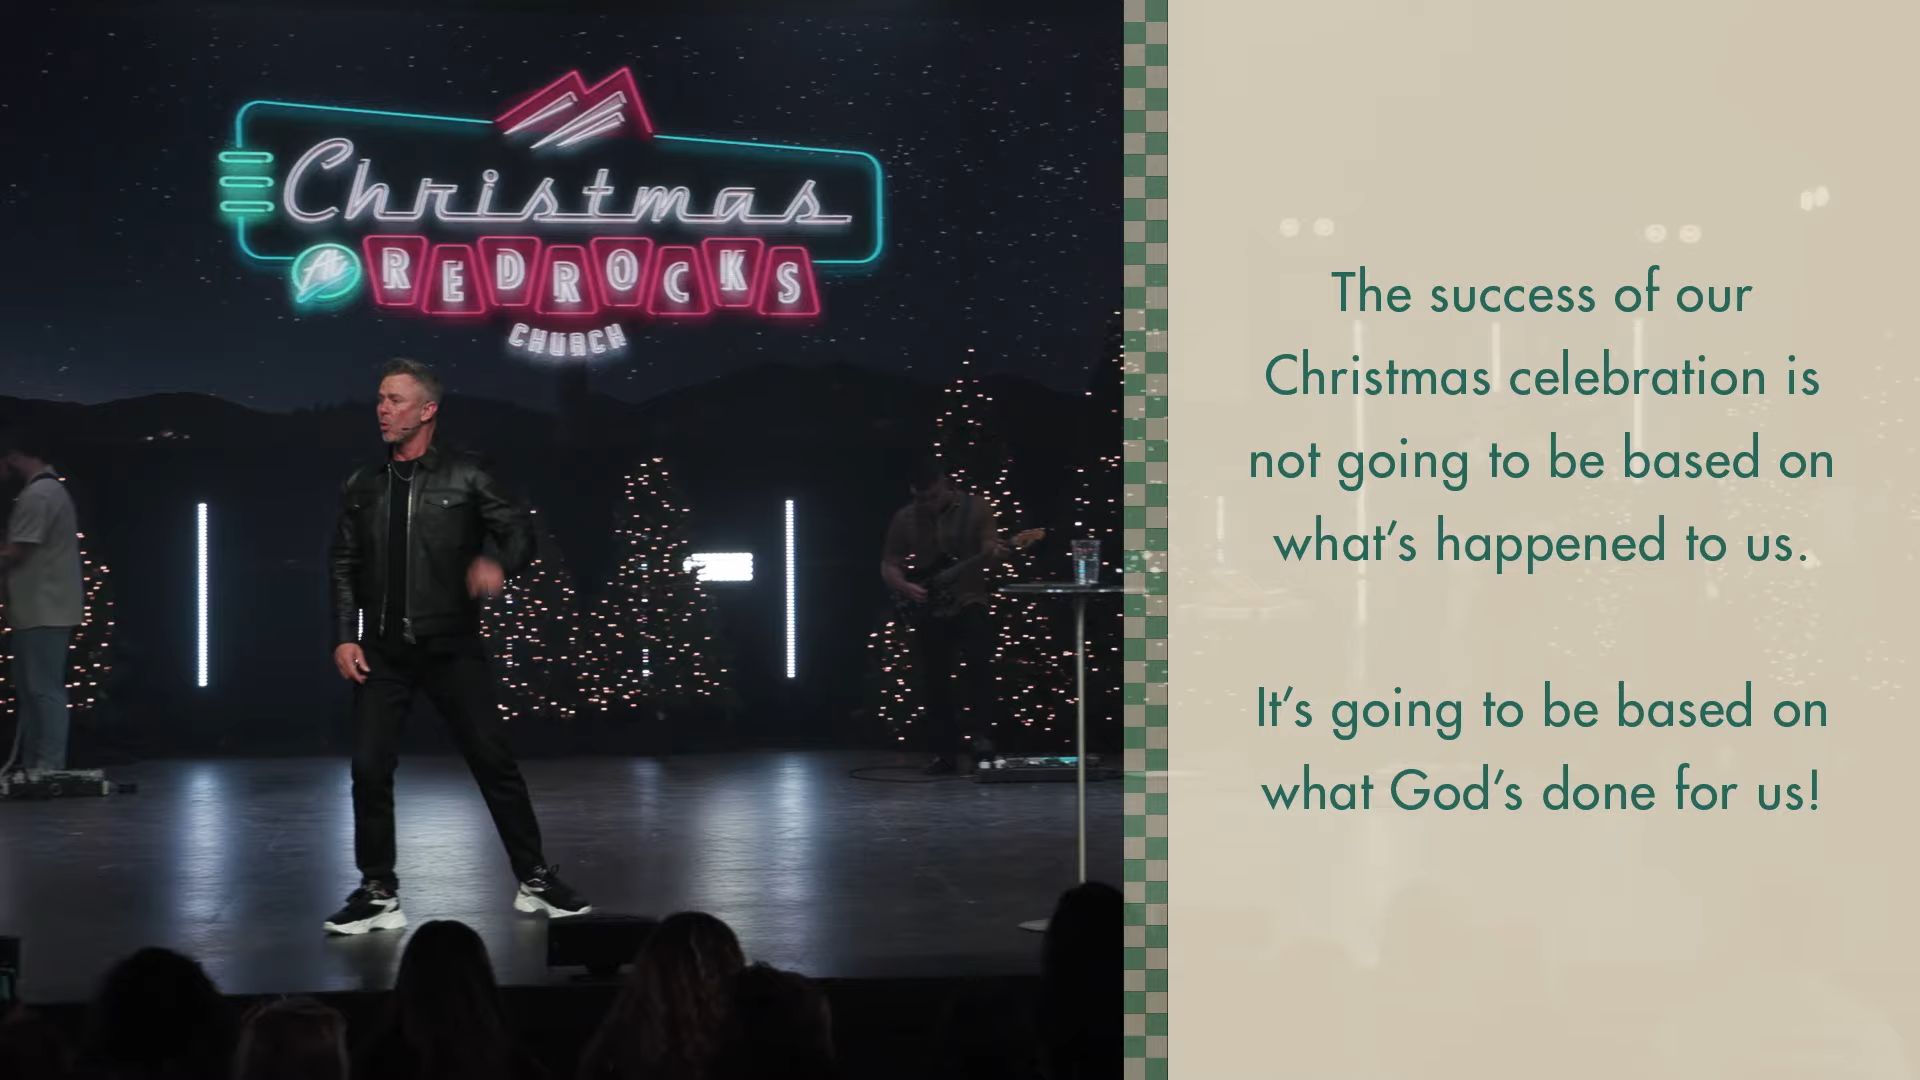 Christmas
At REDROCKS
CHURCH
The success of our
Christmas celebration is
not going to be based on
what’s happened to us.
It’s going to be based on
what God’s done for us!